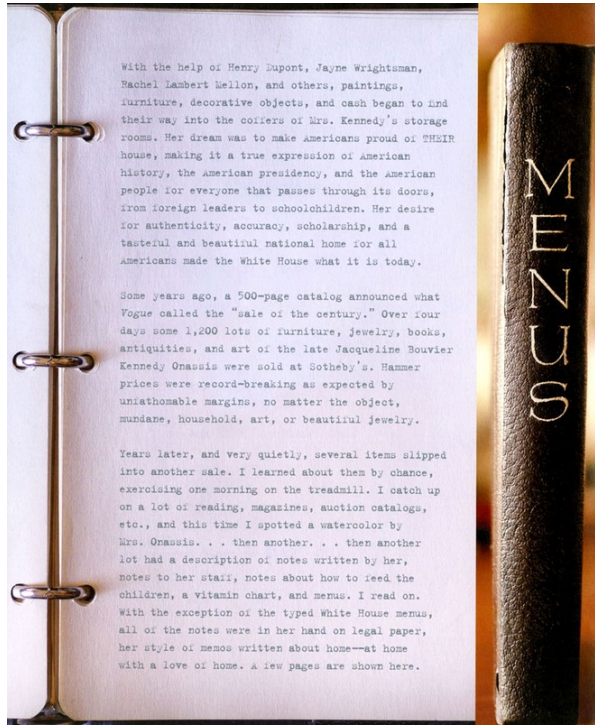 With the help of Henry Dupont, Jayne Wrightsman,
Rachel Lambert Mellon, and others, paintings,
furniture, decorative objects, and cash began to find
their way into the coffers of Mrs. Kennedy's storage
rooms. Her dream was to make Americans proud of THEIR
house, making it a true expression of American
history, the American presidency, and the American
people for everyone that passes through its doors,
from foreign leaders to schoolchildren. Her desire
for authenticity, accuracy, scholarship, and a
tasteful and beautiful national home for all
Americans made the White House what it is today.
Some years ago, a 500-page catalog announced what
Vogue called the "sale of the century." Over four
days some 1,200 lots of furniture, jewelry, books,
antiquities, and art of the late Jacqueline Bouvier
Kennedy Onassis were sold at Sotheby's. Hammer
prices were record-breaking as expected by
unfathomable margins, no matter the object,
mundane, household, art, or beautiful jewelry.
Years later, and very quietly, several items slipped
into another sale. I learned about them by chance,
exercising one morning on the treadmill. I catch up
on a lot of reading, magazines, auction catalogs,
etc., and this time I spotted a watercolor by
Mrs. Onassis. . . then another. . . then another
lot had a description of notes written by her,
notes to her staff, notes about how to feed the
children, a vitamin chart, and menus. I read on.
With the exception of the typed White House menus,
all of the notes were in her hand on legal paper,
her style of memos written about home--at home
with a love of home. A few pages are shown here.
MENUS